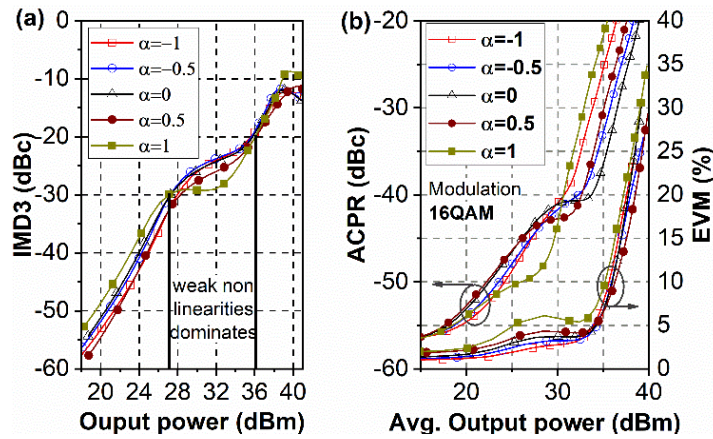 (a)
0
-10
-20
-30
-40
-50
-60
IMD3 (dBc)
α=−1
α=−0.5
α=0
α=0.5
α=1
weak non
linearities
dominates
18 24 28 32 36 40
Ouput power (dBm)
(b)
-20
-30
-40
-50
-60
ACPR (dBc)
α=-1
α=-0.5
α=0
α=0.5
α=1
Modulation
16QAM
40
35
30
25
20
15
10
5
0
EVM (%)
20 30 40
Avg. Output power (dBm)